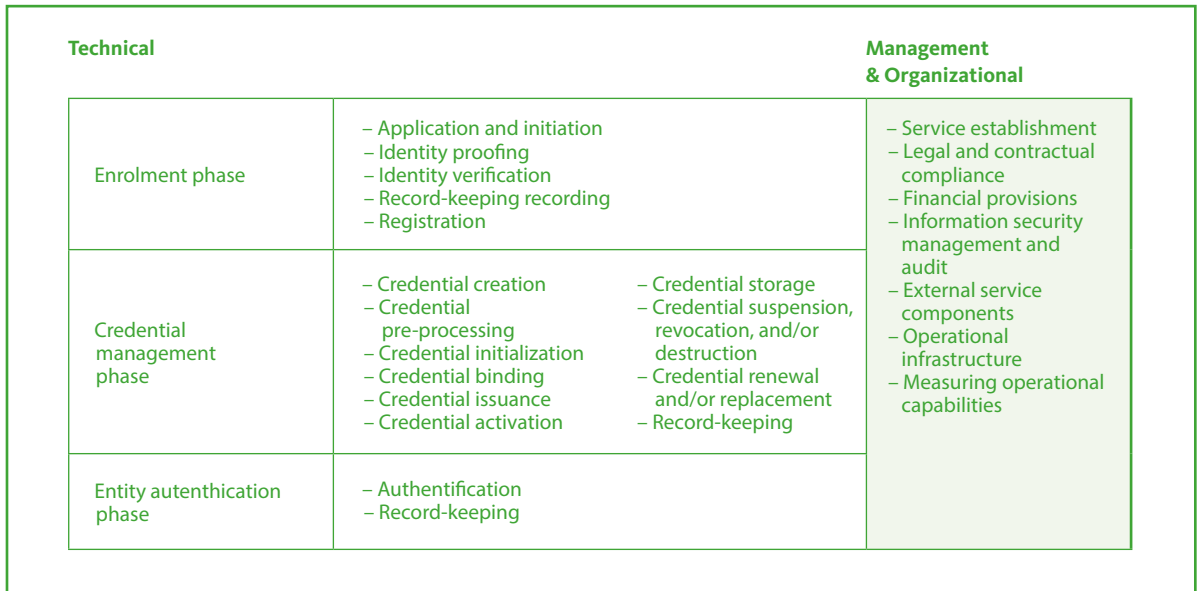 Technical
Management
& Organizational
Enrolment phase
– Application and initiation
– Identity proofing
– Identity verification
– Record-keeping recording
– Registration
Credential
management
phase
– Credential creation
– Credential
pre-processing
– Credential initialization
– Credential binding
– Credential issuance
– Credential activation
– Credential storage
– Credential suspension,
revocation, and/or
destruction
– Credential renewal
and/or replacement
– Record-keeping
Entity autenthication
phase
– Authentification
– Record-keeping
– Service establishment
– Legal and contractual
compliance
– Financial provisions
– Information security
management and
audit
– External service
components
– Operational
infrastructure
– Measuring operational
capabilities